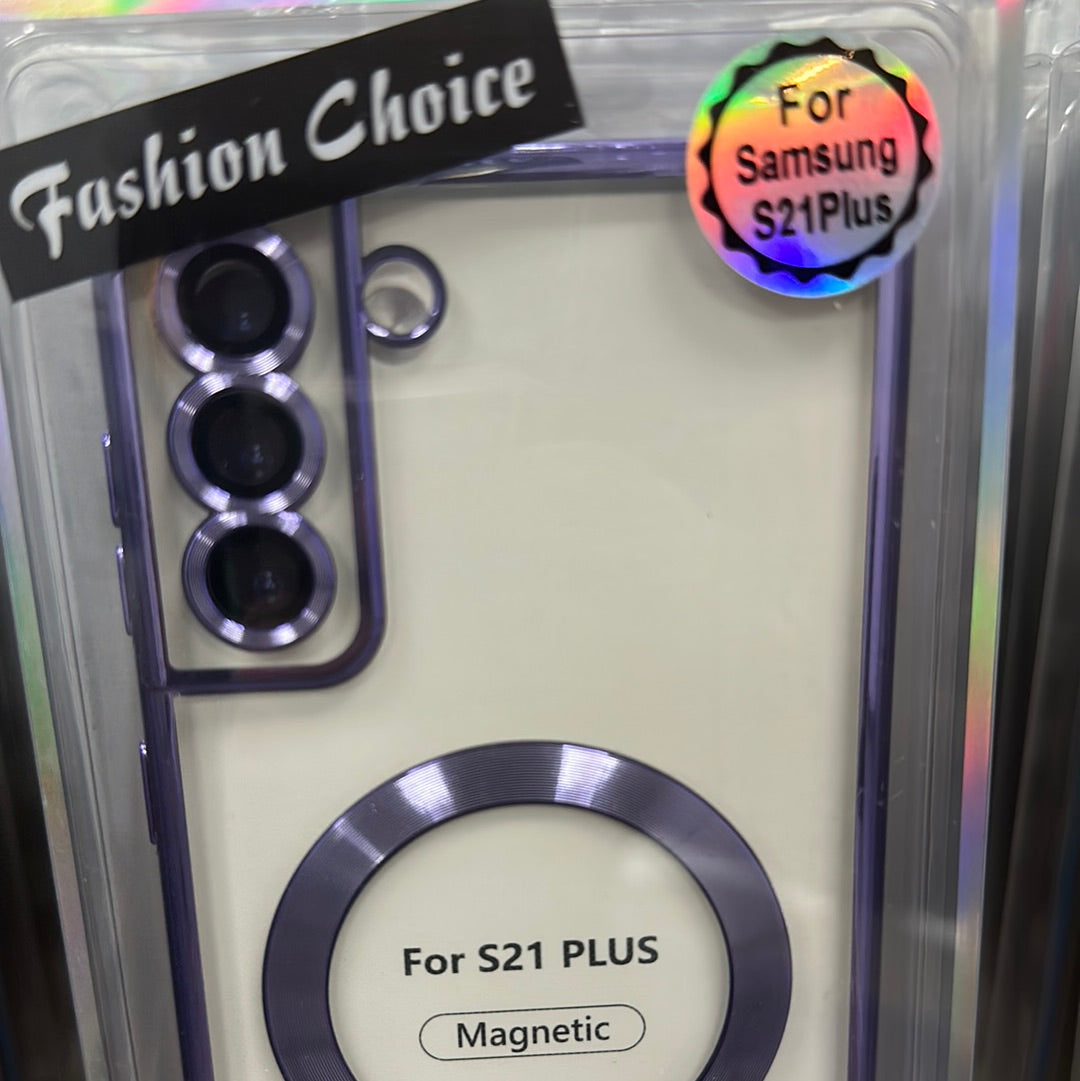 Fashion Choice
For
Samsung
S21Plus
For S21 PLUS
Magnetic